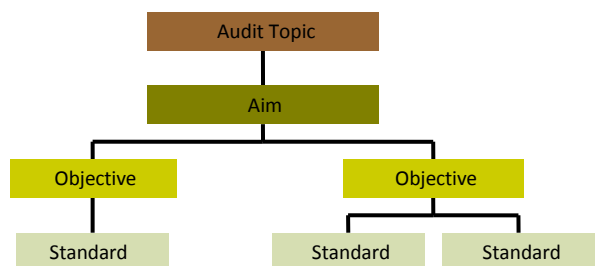 Audit Topic
Aim
Objective
Objective
Standard
Standard
Standard